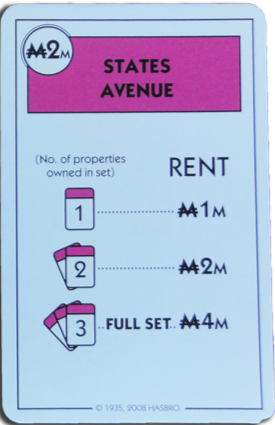 ₩2M
STATES
AVENUE
(No. of properties
owned in set)
RENT
1 ₩1M
2 ₩2M
3 FULL SET ₩4M
© 1935, 2008 HASBRO.